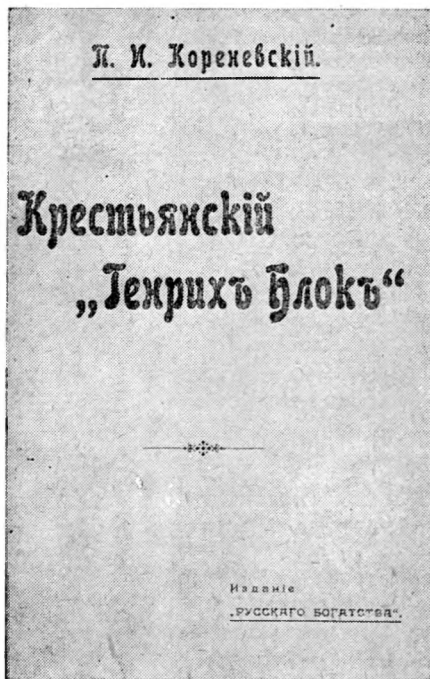 П. И. Кореневскій.
Крестьянскій
„Генрихъ Блокъ“
Изданіе
„РУССКАГО БОГАТСТВА“.